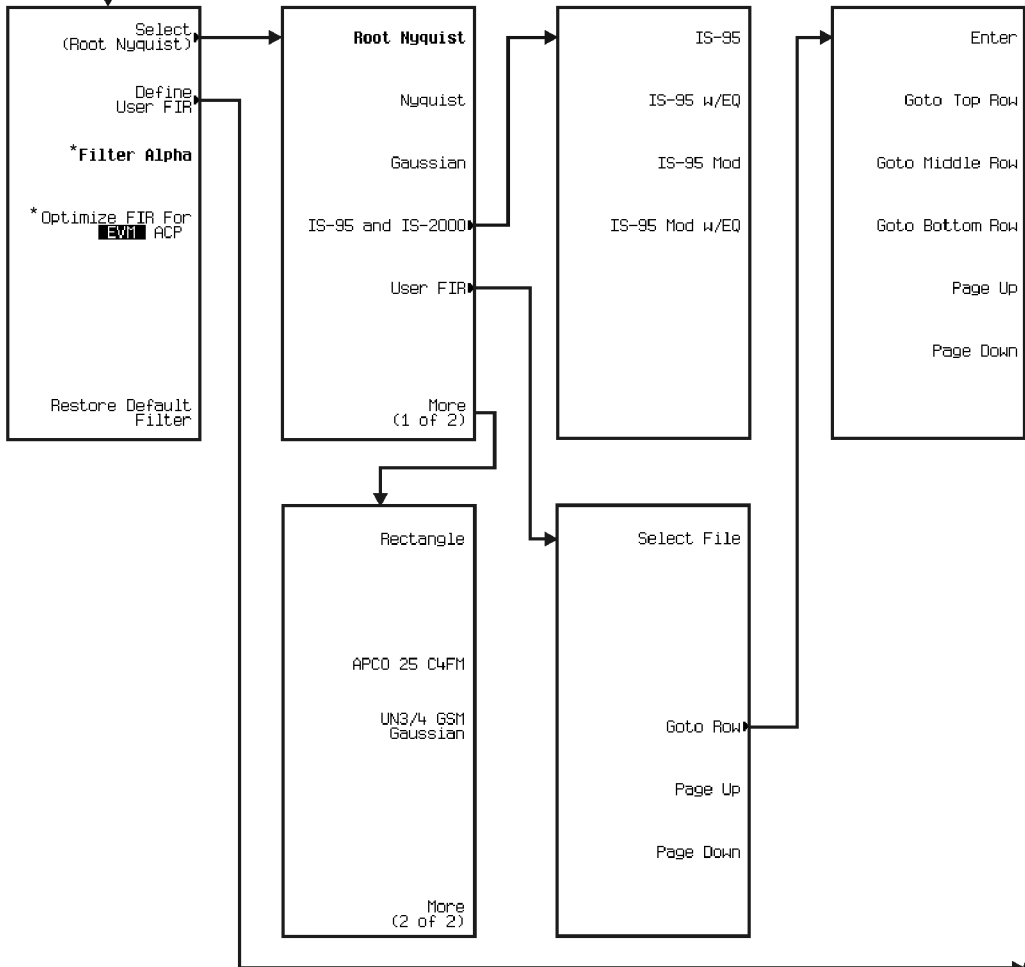 Select
(Root Nyquist)
Define
User FIR
*Filter Alpha
*Optimize FIR For
EVM ACP
Restore Default
Filter
Root Nyquist
Nyquist
Gaussian
IS-95 and IS-2000
User FIR
More
(1 of 2)
IS-95
IS-95 w/EQ
IS-95 Mod
IS-95 Mod w/EQ
Enter
Goto Top Row
Goto Middle Row
Goto Bottom Row
Page Up
Page Down
Rectangle
APCO 25 C4FM
UN3/4 GSM
Gaussian
More
(2 of 2)
Select File
Goto Row
Page Up
Page Down